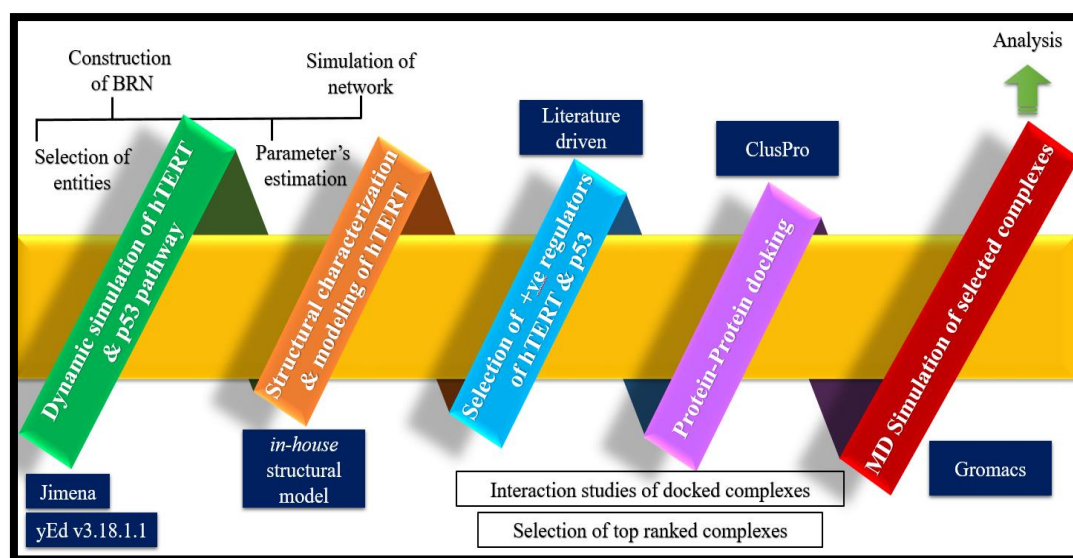 Construction
of BRN
Selection of
entities
Parameter's
estimation
Simulation of
network
Dynamic simulation of hTERT
& p53 pathway
Jimena
yEd v3.18.1.1
Structural characterization
& modeling of hTERT
in-house
structural
model
Literature
driven
Selection of +ve regulators
of hTERT & p53
ClusPro
Protein-Protein docking
Interaction studies of docked complexes
Selection of top ranked complexes
Analysis
MD Simulation of selected complexes
Gromacs